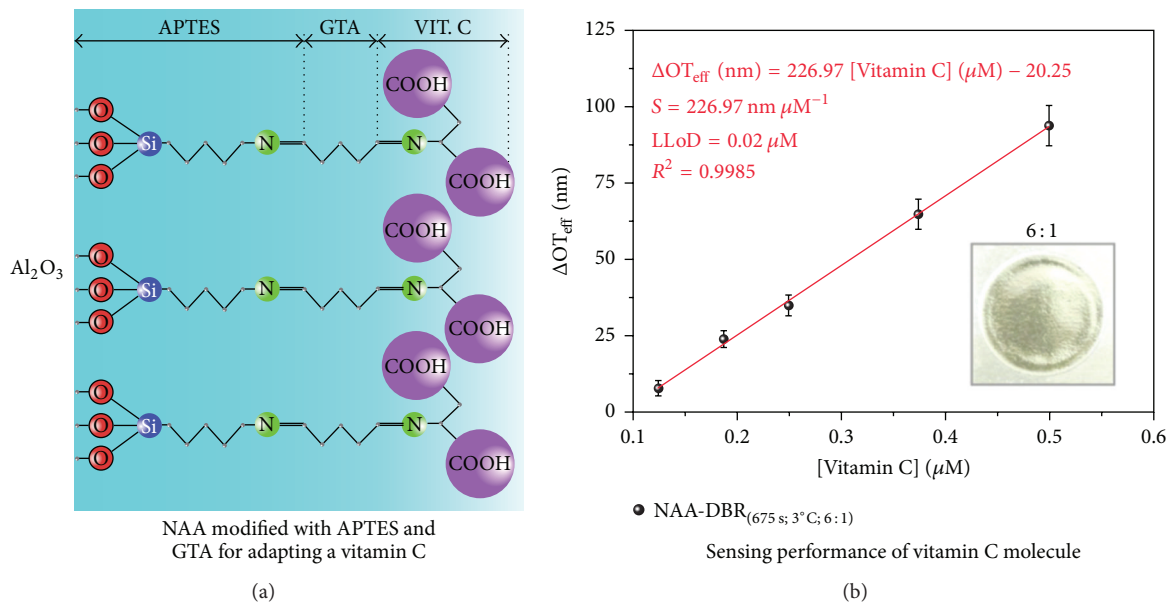 APTES GTA VIT. C
COOH
O
Si N N
O
O COOH
COOH
O
Al₂O₃ Si N N
O
O COOH
COOH
O
Si N N
O
O COOH
NAA modified with APTES and
GTA for adapting a vitamin C
(a)
125
100
75
50
25
0
ΔOT_eff (nm)
ΔOT_eff (nm) = 226.97 [Vitamin C] (μM) – 20.25
S = 226.97 nm μM⁻¹
LLoD = 0.02 μM
R² = 0.9985
6 : 1
0.1 0.2 0.3 0.4 0.5 0.6
[Vitamin C] (μM)
NAA-DBR(675 s; 3°C; 6 : 1)
Sensing performance of vitamin C molecule
(b)